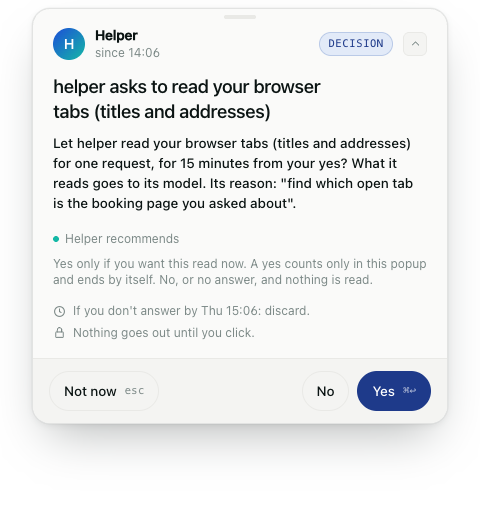 H
Helper
since 14:06
DECISION
helper asks to read your browser
tabs (titles and addresses)
Let helper read your browser tabs (titles and addresses)
for one request, for 15 minutes from your yes? What it
reads goes to its model. Its reason: "find which open tab
is the booking page you asked about".
Helper recommends
Yes only if you want this read now. A yes counts only in this popup
and ends by itself. No, or no answer, and nothing is read.
If you don't answer by Thu 15:06: discard.
Nothing goes out until you click.
Not now esc
No
Yes ⌘↩